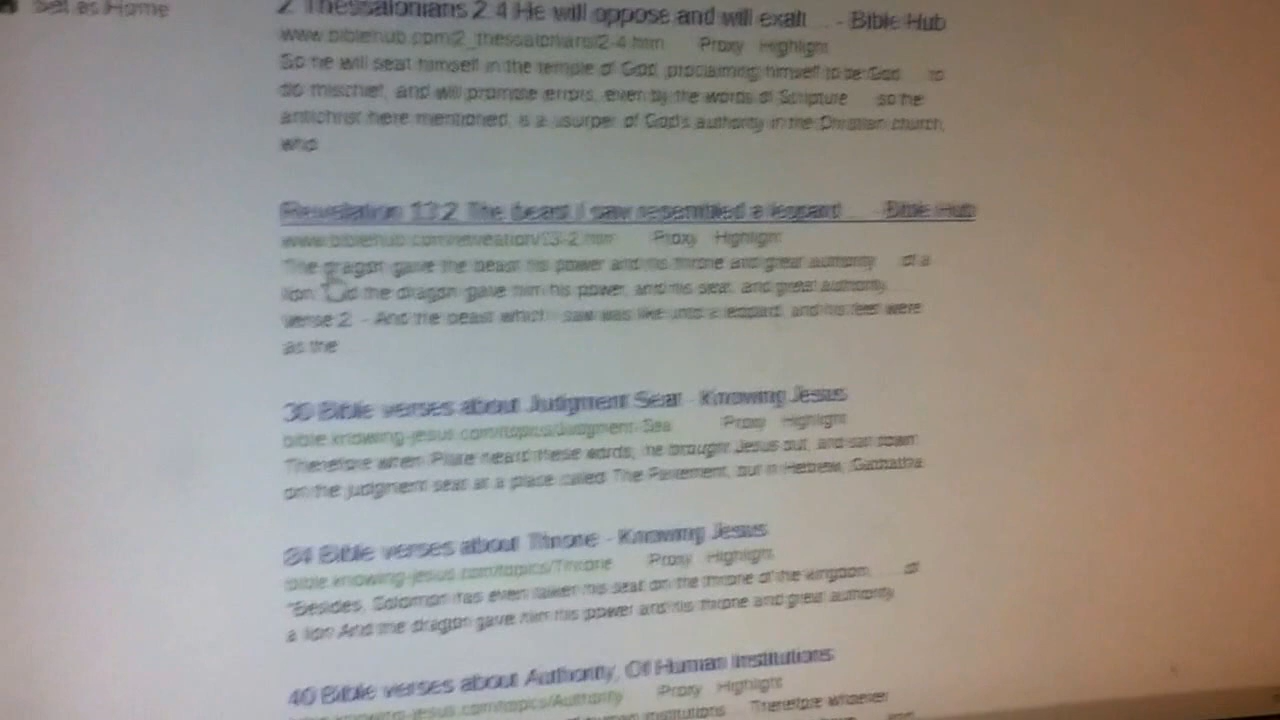 Set as Home
2 Thessalonians 2:4 He will oppose and will exalt ... - Bible Hub
www.biblehub.com/2_thessalonians/2-4.htm Proxy Highlight
So he will seat himself in the temple of God, proclaiming himself to be God. ... to
do mischief, and will promote errors, even by the words of Scripture ... so the
antichrist here mentioned, is a usurper of God's authority in the Christian church,
who
Revelation 13:2 The beast I saw resembled a leopard ... - Bible Hub
www.biblehub.com/revelation/13-2.htm Proxy Highlight
The dragon gave the beast his power and his throne and great authority. ... of a
lion. the dragon gave him his power, and his seat, and great authority.
verse 2. - And the beast which I saw was like unto a leopard, and his feet were
as the
30 Bible verses about Judgment Seat - Knowing Jesus
bible.knowing-jesus.com/topics/Judgment-Sea Proxy Highlight
Therefore when Pilate heard these words, he brought Jesus out, and sat down
on the judgment seat at a place called The Pavement, but in Hebrew, Gabbatha.
84 Bible verses about Throne - Knowing Jesus
bible.knowing-jesus.com/topics/Throne Proxy Highlight
"Besides, Solomon has even taken his seat on the throne of the kingdom. ... of
a lion And the dragon gave him his power and his throne and great authority.
40 Bible verses about Authority, Of Human Institutions
bible.knowing-jesus.com/topics/Authority Proxy Highlight
human institutions Therefore whoever